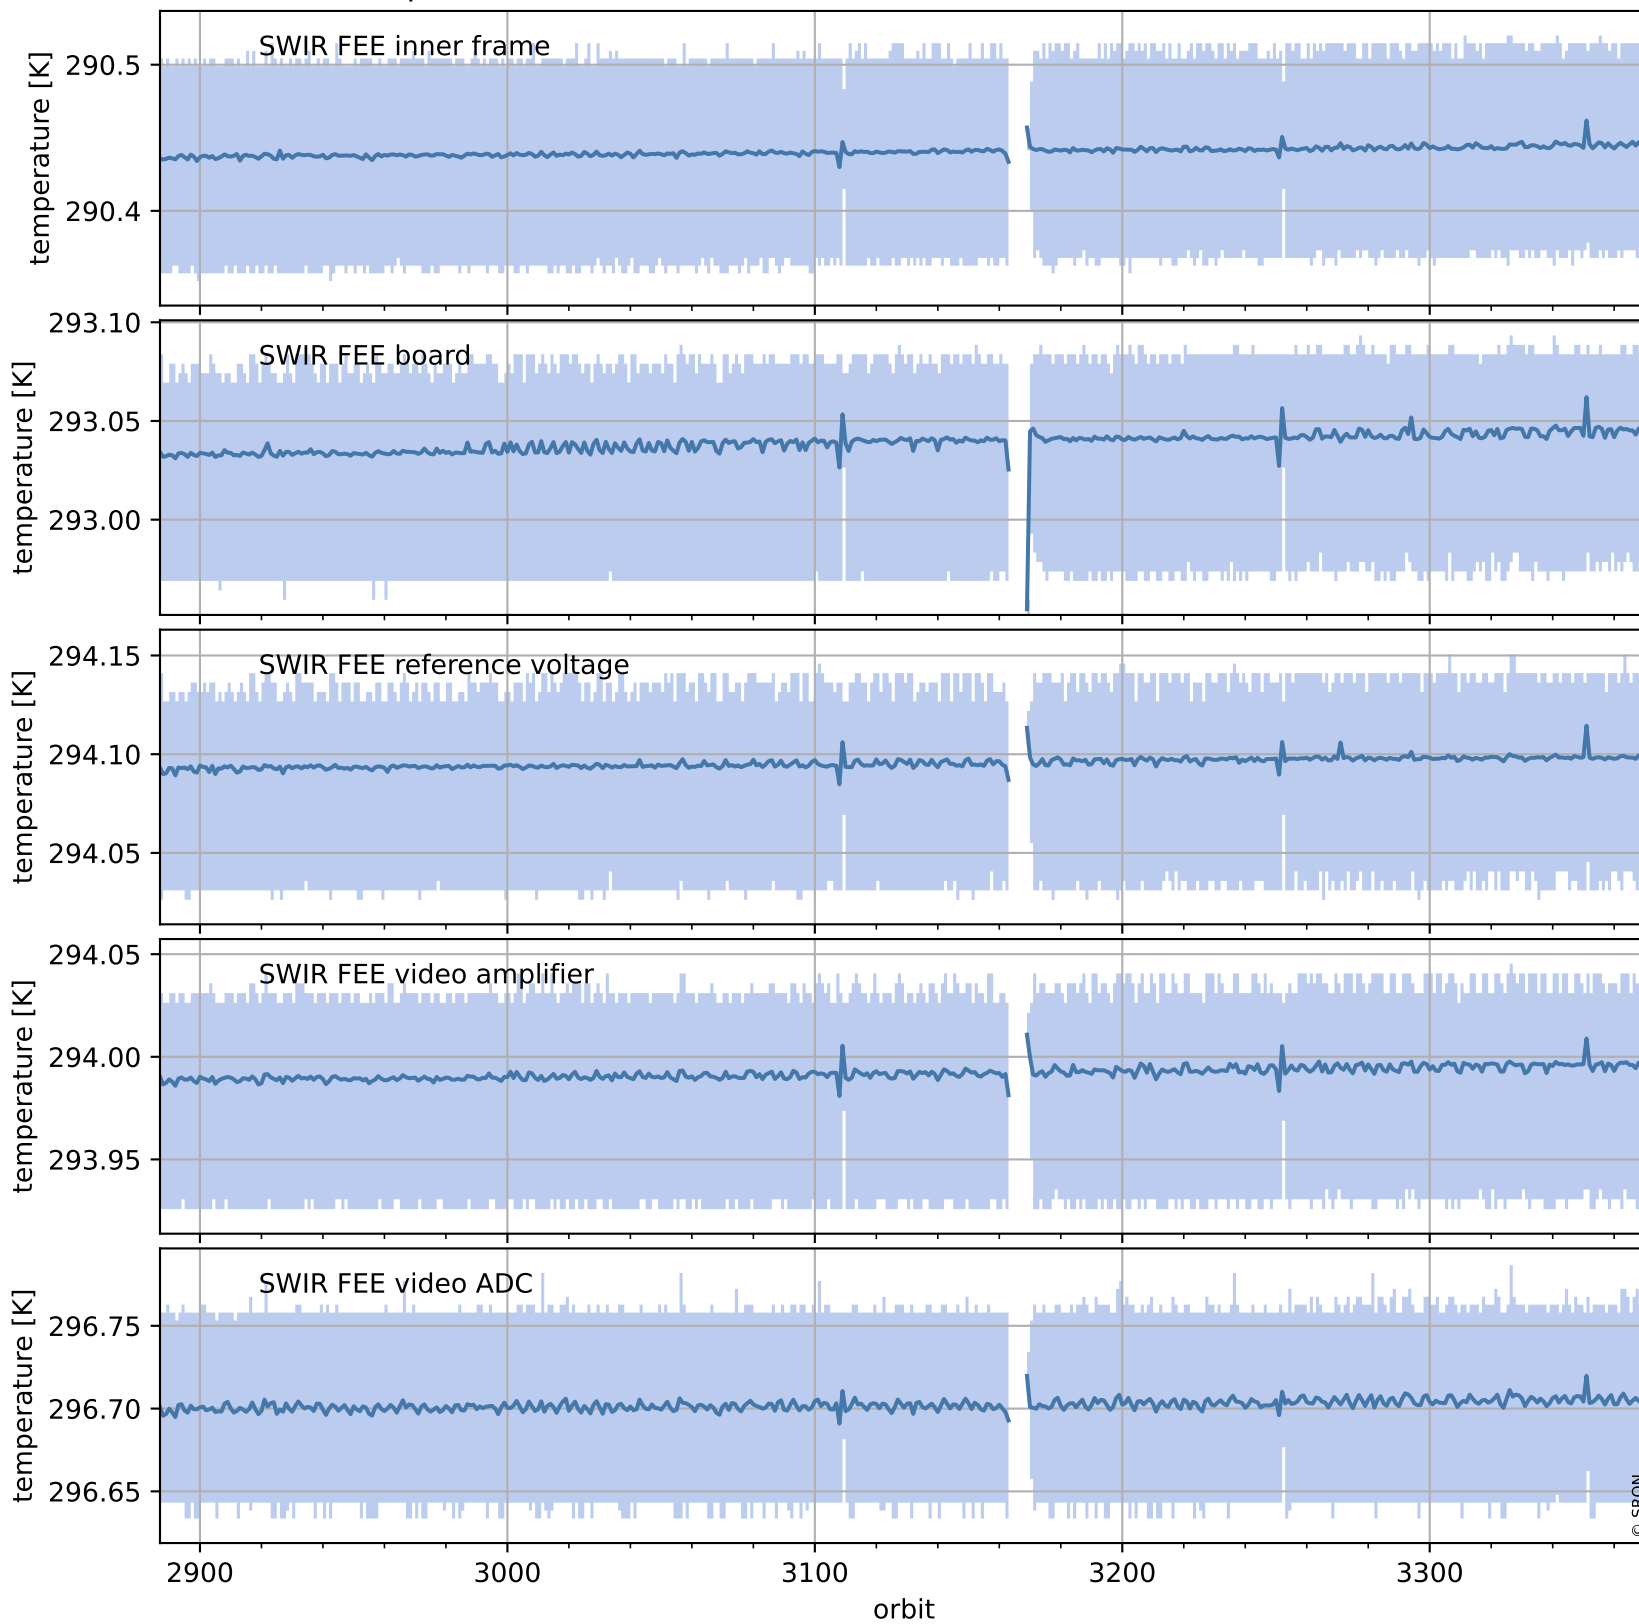 SWIR FEE inner frame
temperature [K]
290.5
290.4
SWIR FEE board
temperature [K]
293.10
293.05
293.00
SWIR FEE reference voltage
temperature [K]
294.15
294.10
294.05
SWIR FEE video amplifier
temperature [K]
294.05
294.00
293.95
SWIR FEE video ADC
temperature [K]
296.75
296.70
296.65
2900 3000 3100 3200 3300
orbit
© SRON